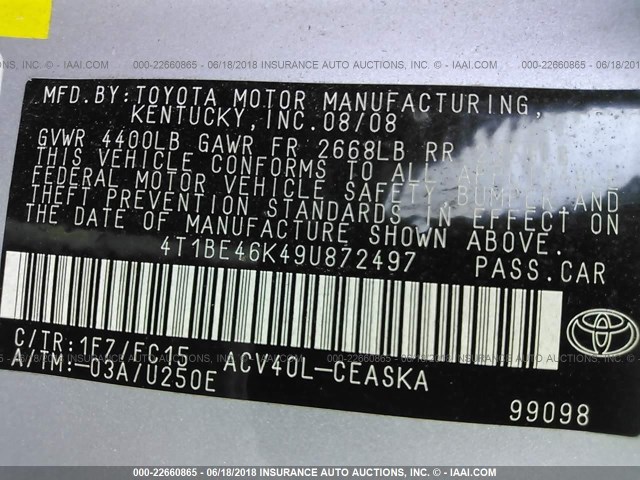 000-22660865 - 06/18/2018 INSURANCE AUTO AUCTIONS, INC. - IAAI.COM
MFD.BY:TOYOTA MOTOR MANUFACTURING,
KENTUCKY,INC.08/08
GVWR 4400LB GAWR FR 2668LB RR
THIS VEHICLE CONFORMS TO ALL
FEDERAL MOTOR VEHICLE SAFETY,BUMPER AND
THEFT PREVENTION STANDARDS IN EFFECT ON
THE DATE OF MANUFACTURE SHOWN ABOVE.
4T1BE46K49U872497 PASS.CAR
C/TR:1F7/FC15 ACV40L-CEASKA
A/TM:-03A/U250E
99098
000-22660865 - 06/18/2018 INSURANCE AUTO AUCTIONS, INC. - IAAI.COM